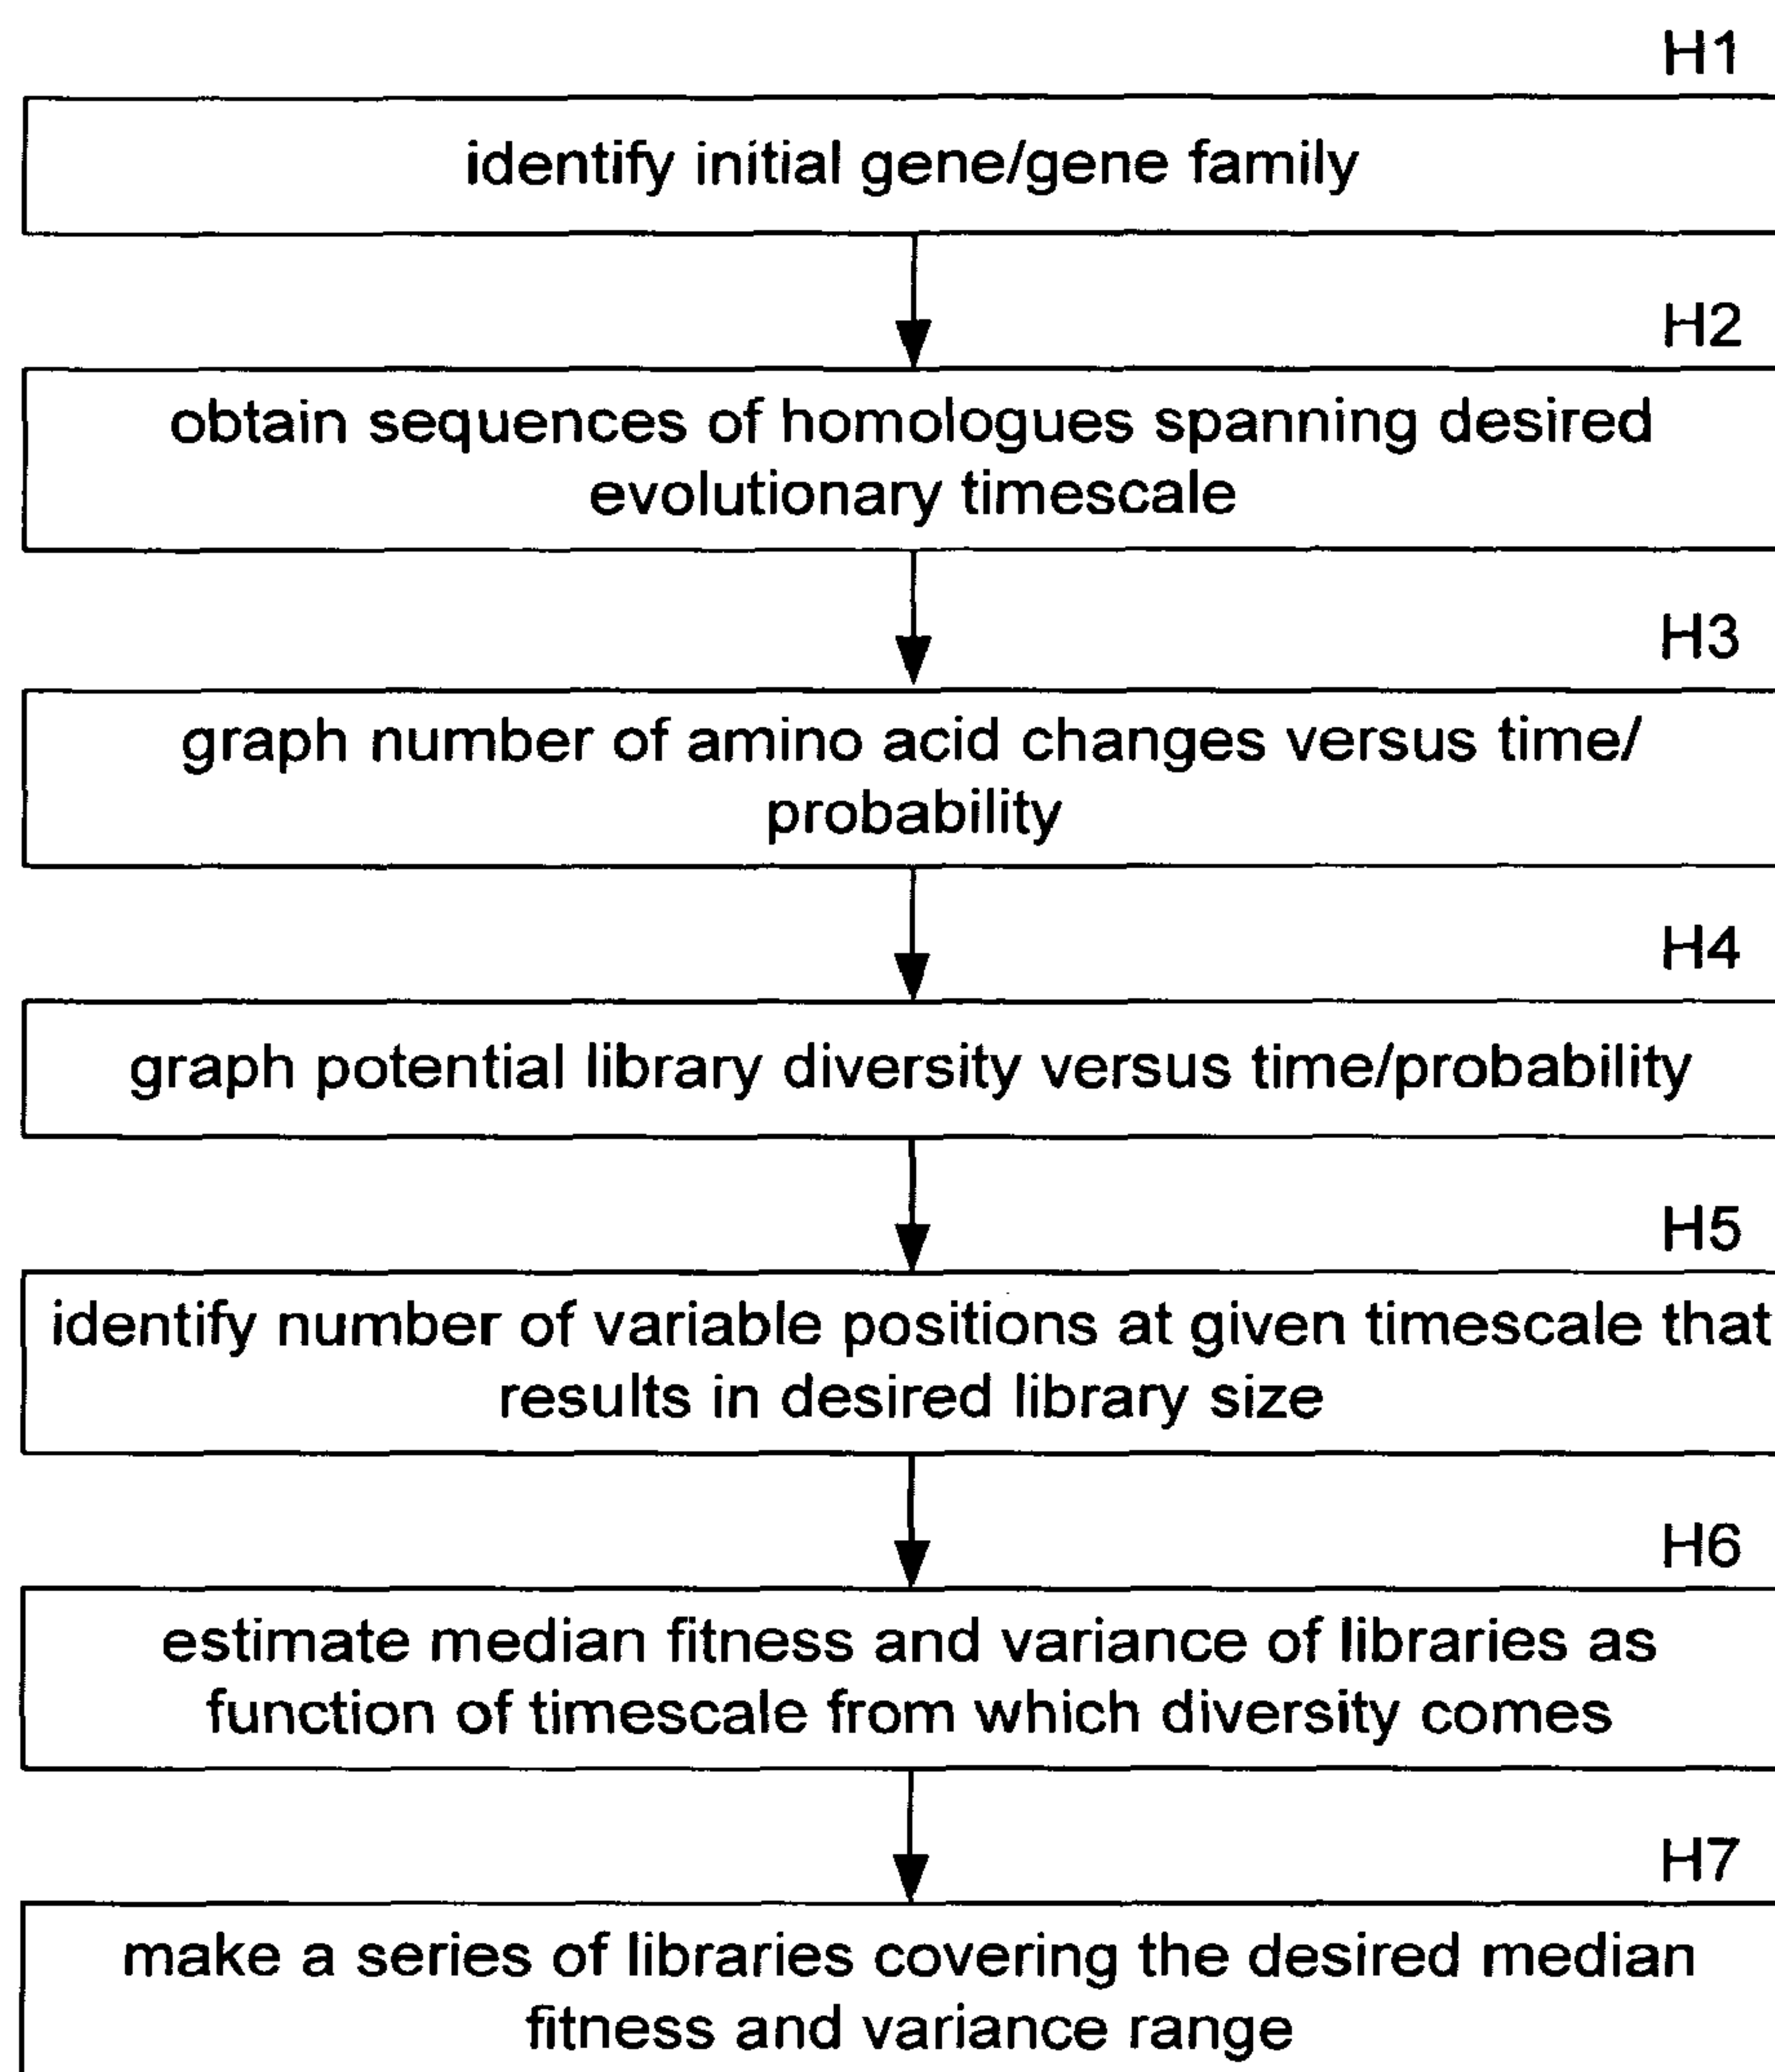 H1
identify initial gene/gene family
H2
obtain sequences of homologues spanning desired
evolutionary timescale
H3
graph number of amino acid changes versus time/
probability
H4
graph potential library diversity versus time/probability
H5
identify number of variable positions at given timescale that
results in desired library size
H6
estimate median fitness and variance of libraries as
function of timescale from which diversity comes
H7
make a series of libraries covering the desired median
fitness and variance range